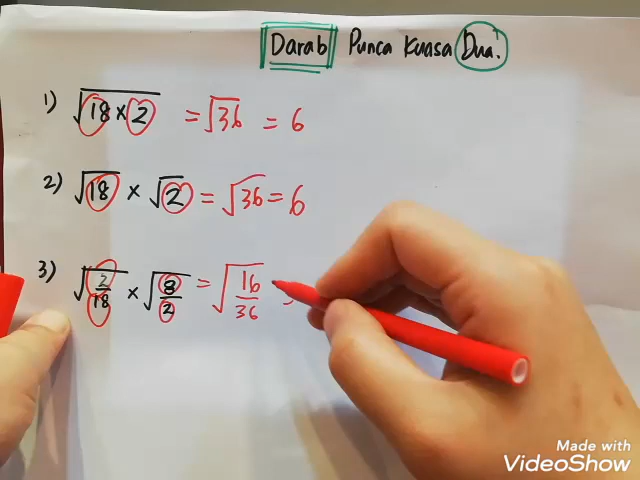 Darab Punca Kuasa Dua.
1) √(18 × 2) = √36 = 6
2) √18 × √2 = √36 = 6
3) √(2/18) × √(8/2) = √(16/36)
Made with
VideoShow